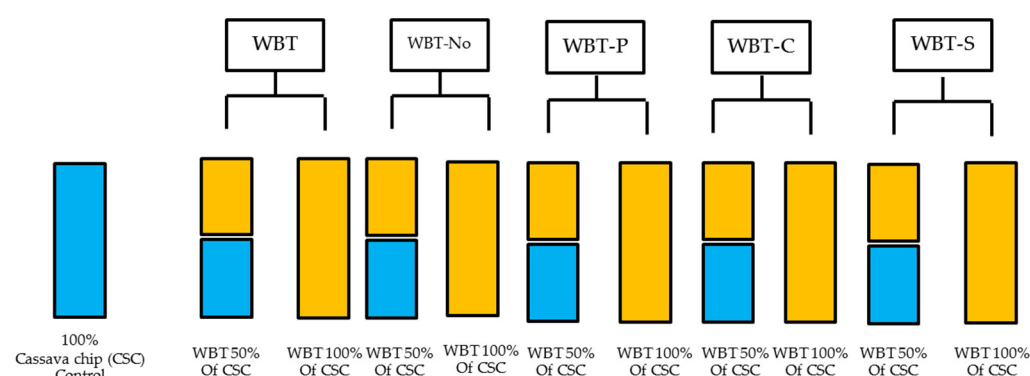 WBT
WBT-No
WBT-P
WBT-C
WBT-S
100%
Cassava chip (CSC)
Control
WBT 50%
Of CSC
WBT 100%
Of CSC
WBT 50%
Of CSC
WBT 100%
Of CSC
WBT 50%
Of CSC
WBT 100%
Of CSC
WBT 50%
Of CSC
WBT 100%
Of CSC
WBT 50%
Of CSC
WBT 100%
Of CSC